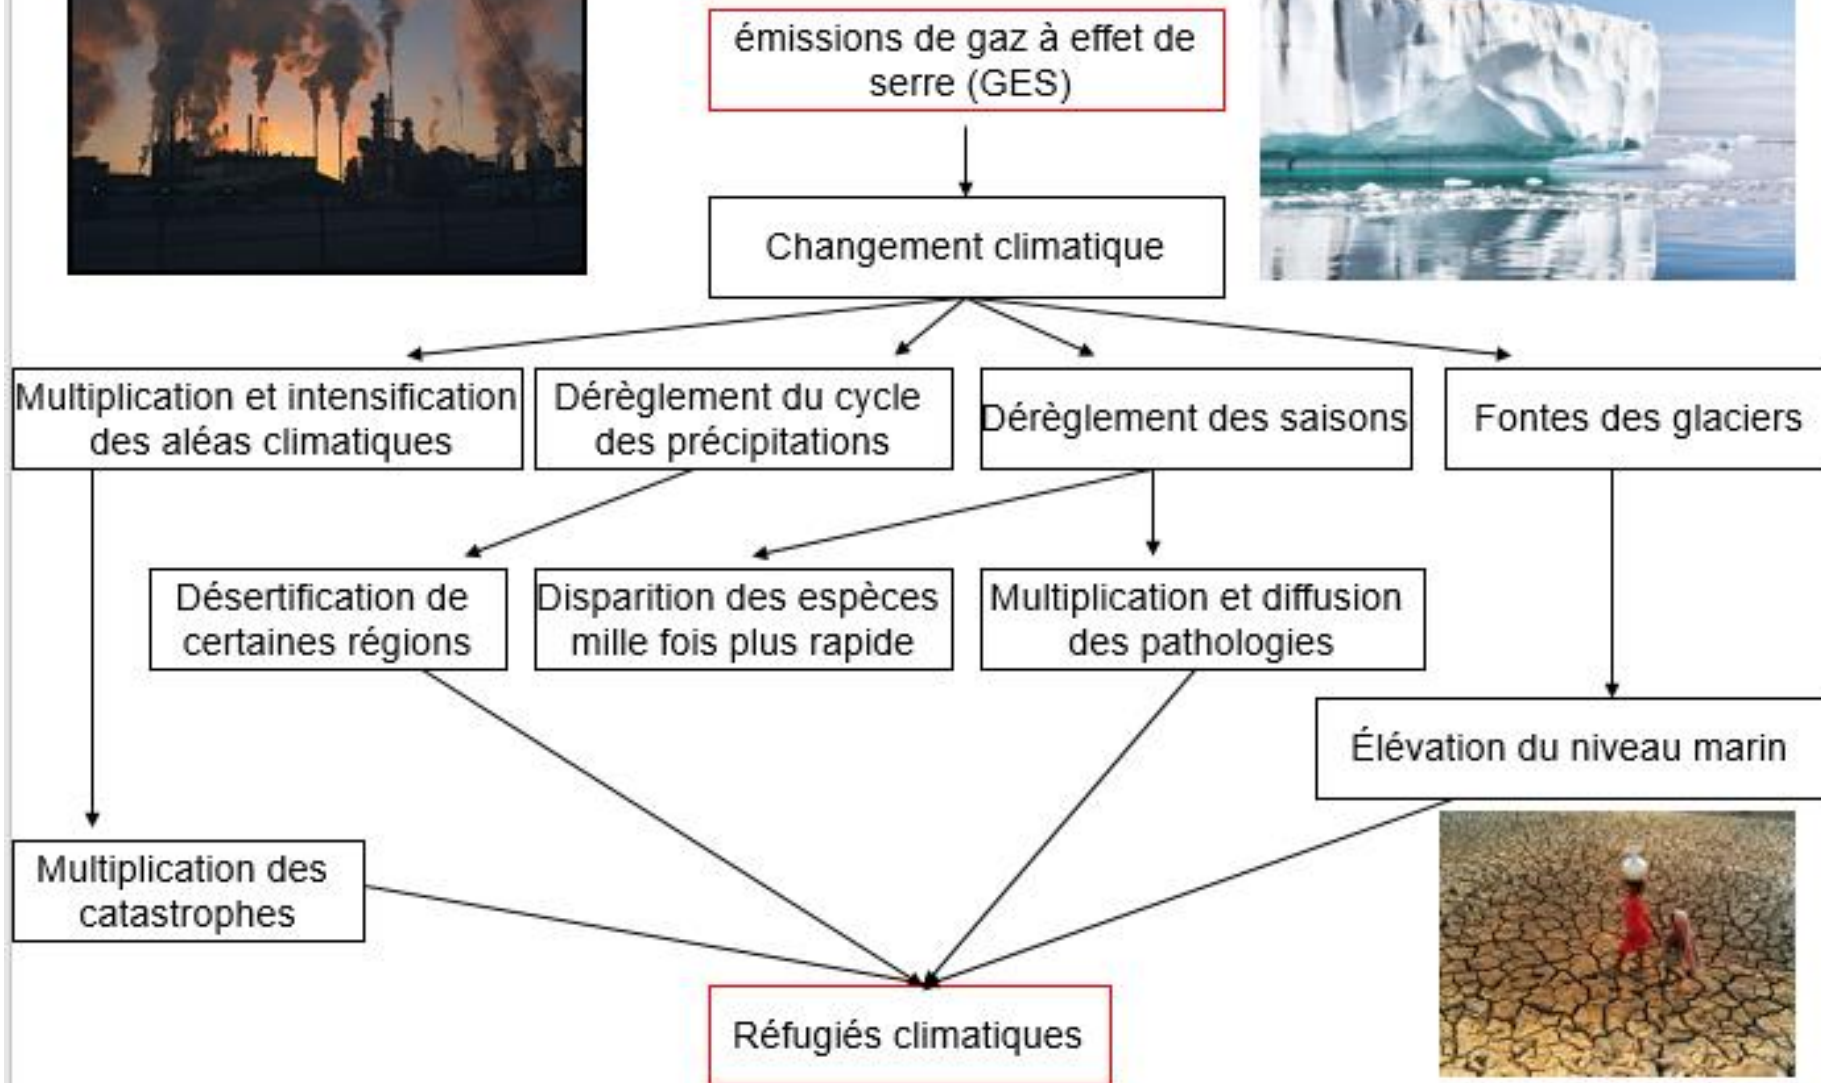 émissions de gaz à effet de
serre (GES)
Changement climatique
Multiplication et intensification
des aléas climatiques
Dérèglement du cycle
des précipitations
Dérèglement des saisons
Fontes des glaciers
Désertification de
certaines régions
Disparition des espèces
mille fois plus rapide
Multiplication et diffusion
des pathologies
Élévation du niveau marin
Multiplication des
catastrophes
Réfugiés climatiques